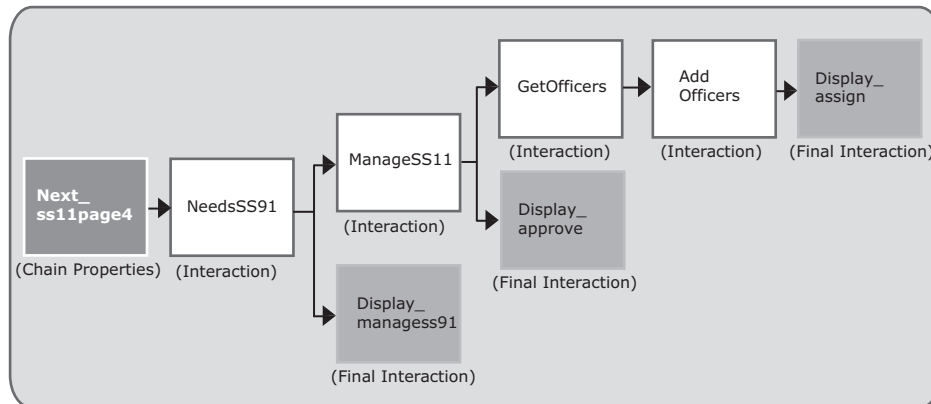 GetOfficers
(Interaction)
Add
Officers
(Interaction)
Display_
assign
(Final Interaction)
ManageSS11
(Interaction)
Next_
ss11page4
(Chain Properties)
NeedsSS91
(Interaction)
Display_
approve
(Final Interaction)
Display_
managess91
(Final Interaction)